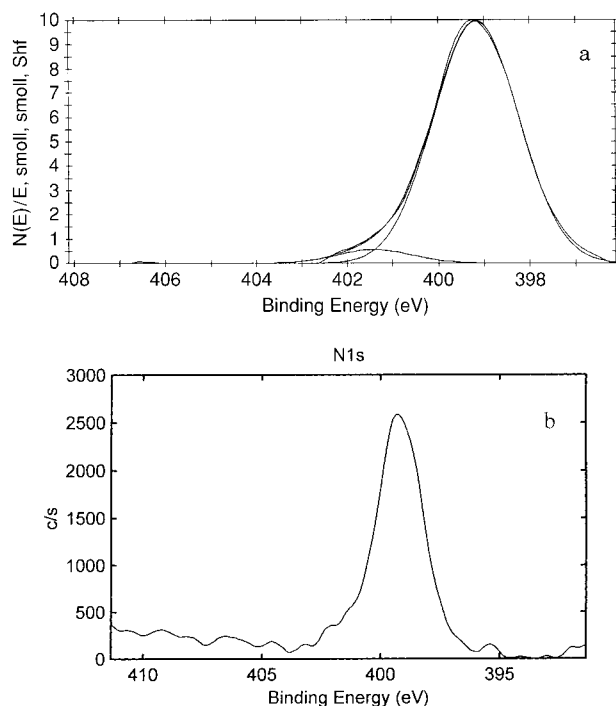 10
9
8
7
6
5
4
3
2
1
0
N(E)/E, smoll, smoll, Shf
a
408 406 404 402 400 398
Binding Energy (eV)
N1s
3000
2500
2000
1500
1000
500
0
c/s
b
410 405 400 395
Binding Energy (eV)